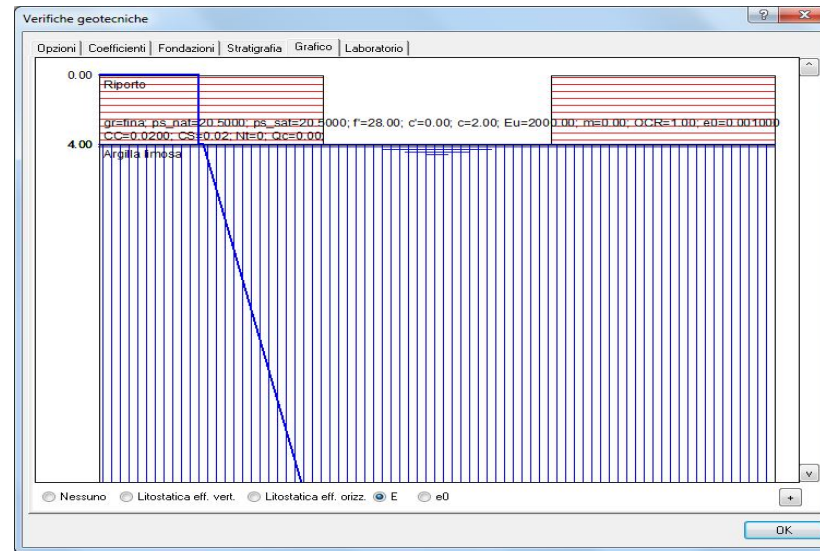 Verifiche geotecniche
Opzioni Coefficienti Fondazioni Stratigrafia Grafico Laboratorio
0.00
Riporto
gr=fina; ps_nat=20.5000; ps_sat=20.5000; f'=28.00; c'=0.00; c=2.00; Eu=2000.00; m=0.00; OCR=1.00; e0=0.001000
CC=0.0200; CS=0.02; Nt=0; Qc=0.00;
4.00
Argilla limosa
Nessuno Litostatica eff. vert. Litostatica eff. orizz. E e0
+
OK